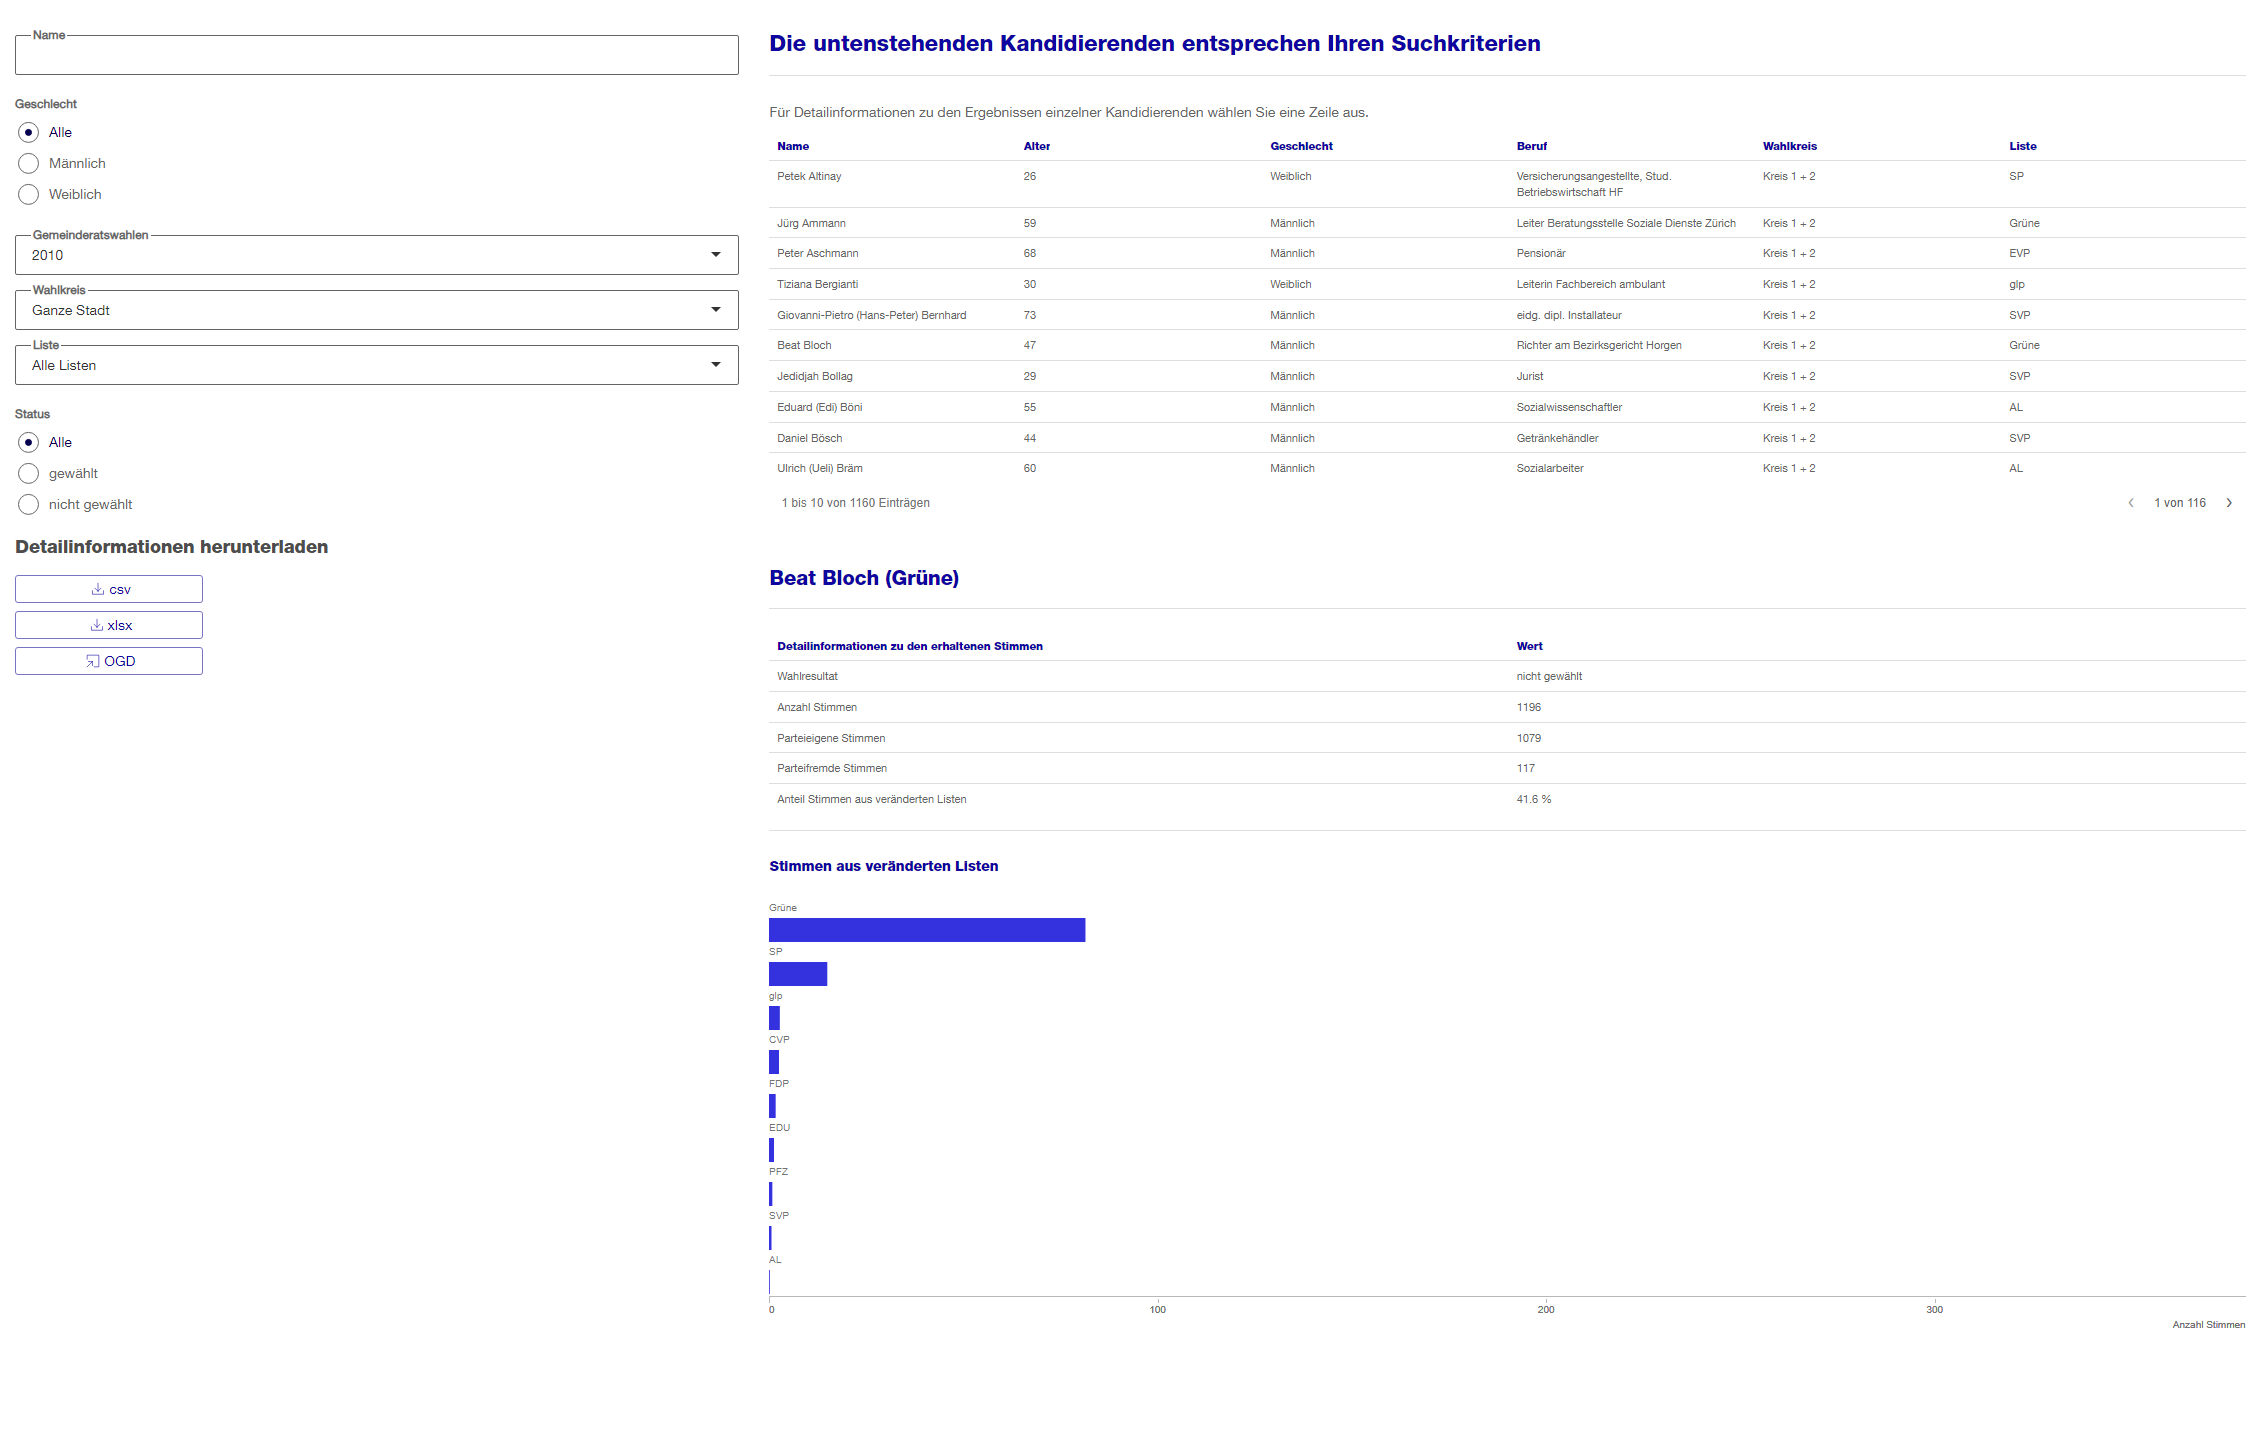 Name
Geschlecht
Alle
Männlich
Weiblich
Gemeinderatswahlen
2010
Wahlkreis
Ganze Stadt
Liste
Alle Listen
Status
Alle
gewählt
nicht gewählt
Detailinformationen herunterladen
csv
xlsx
OGD
Die untenstehenden Kandidierenden entsprechen Ihren Suchkriterien
Für Detailinformationen zu den Ergebnissen einzelner Kandidierenden wählen Sie eine Zeile aus.
Name Alter Geschlecht Beruf Wahlkreis Liste
Petek Altinay 26 Weiblich Versicherungsangestellte, Stud. Kreis 1 + 2 SP
Betriebswirtschaft HF
Jürg Ammann 59 Männlich Leiter Beratungsstelle Soziale Dienste Zürich Kreis 1 + 2 Grüne
Peter Aschmann 68 Männlich Pensionär Kreis 1 + 2 EVP
Tiziana Bergianti 30 Weiblich Leiterin Fachbereich ambulant Kreis 1 + 2 glp
Giovanni-Pietro (Hans-Peter) Bernhard 73 Männlich eidg. dipl. Installateur Kreis 1 + 2 SVP
Beat Bloch 47 Männlich Richter am Bezirksgericht Horgen Kreis 1 + 2 Grüne
Jedidjah Bollag 29 Männlich Jurist Kreis 1 + 2 SVP
Eduard (Edi) Böni 55 Männlich Sozialwissenschaftler Kreis 1 + 2 AL
Daniel Bösch 44 Männlich Getränkehändler Kreis 1 + 2 SVP
Ulrich (Ueli) Bräm 60 Männlich Sozialarbeiter Kreis 1 + 2 AL
1 bis 10 von 1160 Einträgen 1 von 116
Beat Bloch (Grüne)
Detailinformationen zu den erhaltenen Stimmen Wert
Wahlresultat nicht gewählt
Anzahl Stimmen 1196
Parteieigene Stimmen 1079
Parteifremde Stimmen 117
Anteil Stimmen aus veränderten Listen 41.6 %
Stimmen aus veränderten Listen
Grüne
SP
glp
CVP
FDP
EDU
PFZ
SVP
AL
0 100 200 300
Anzahl Stimmen